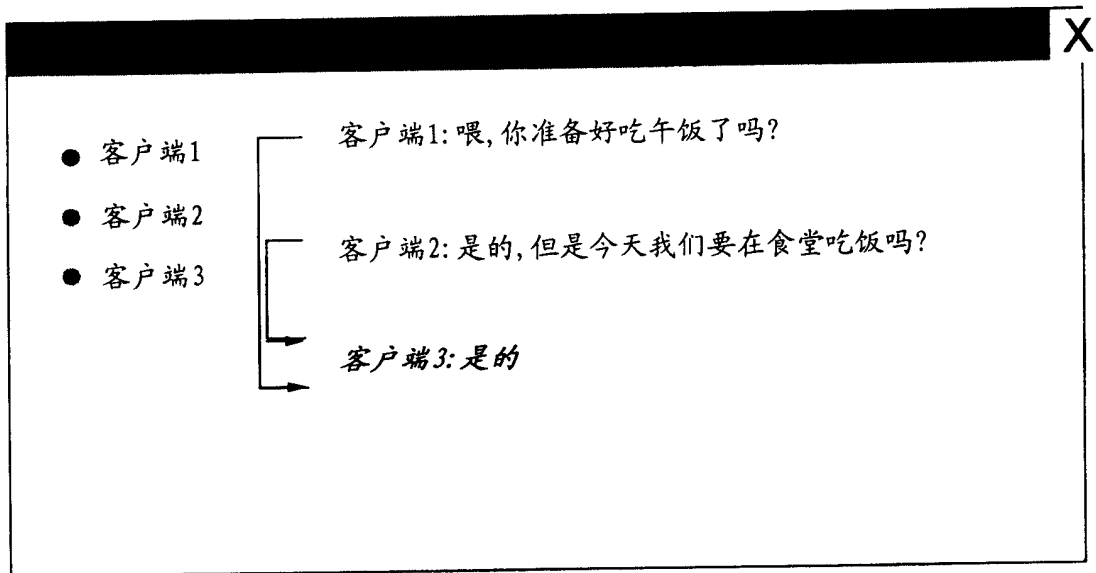 X
客户端1
客户端2
客户端3
客户端1: 喂, 你准备好吃午饭了吗?
客户端2: 是的, 但是今天我们要在食堂吃饭吗?
客户端3: 是的